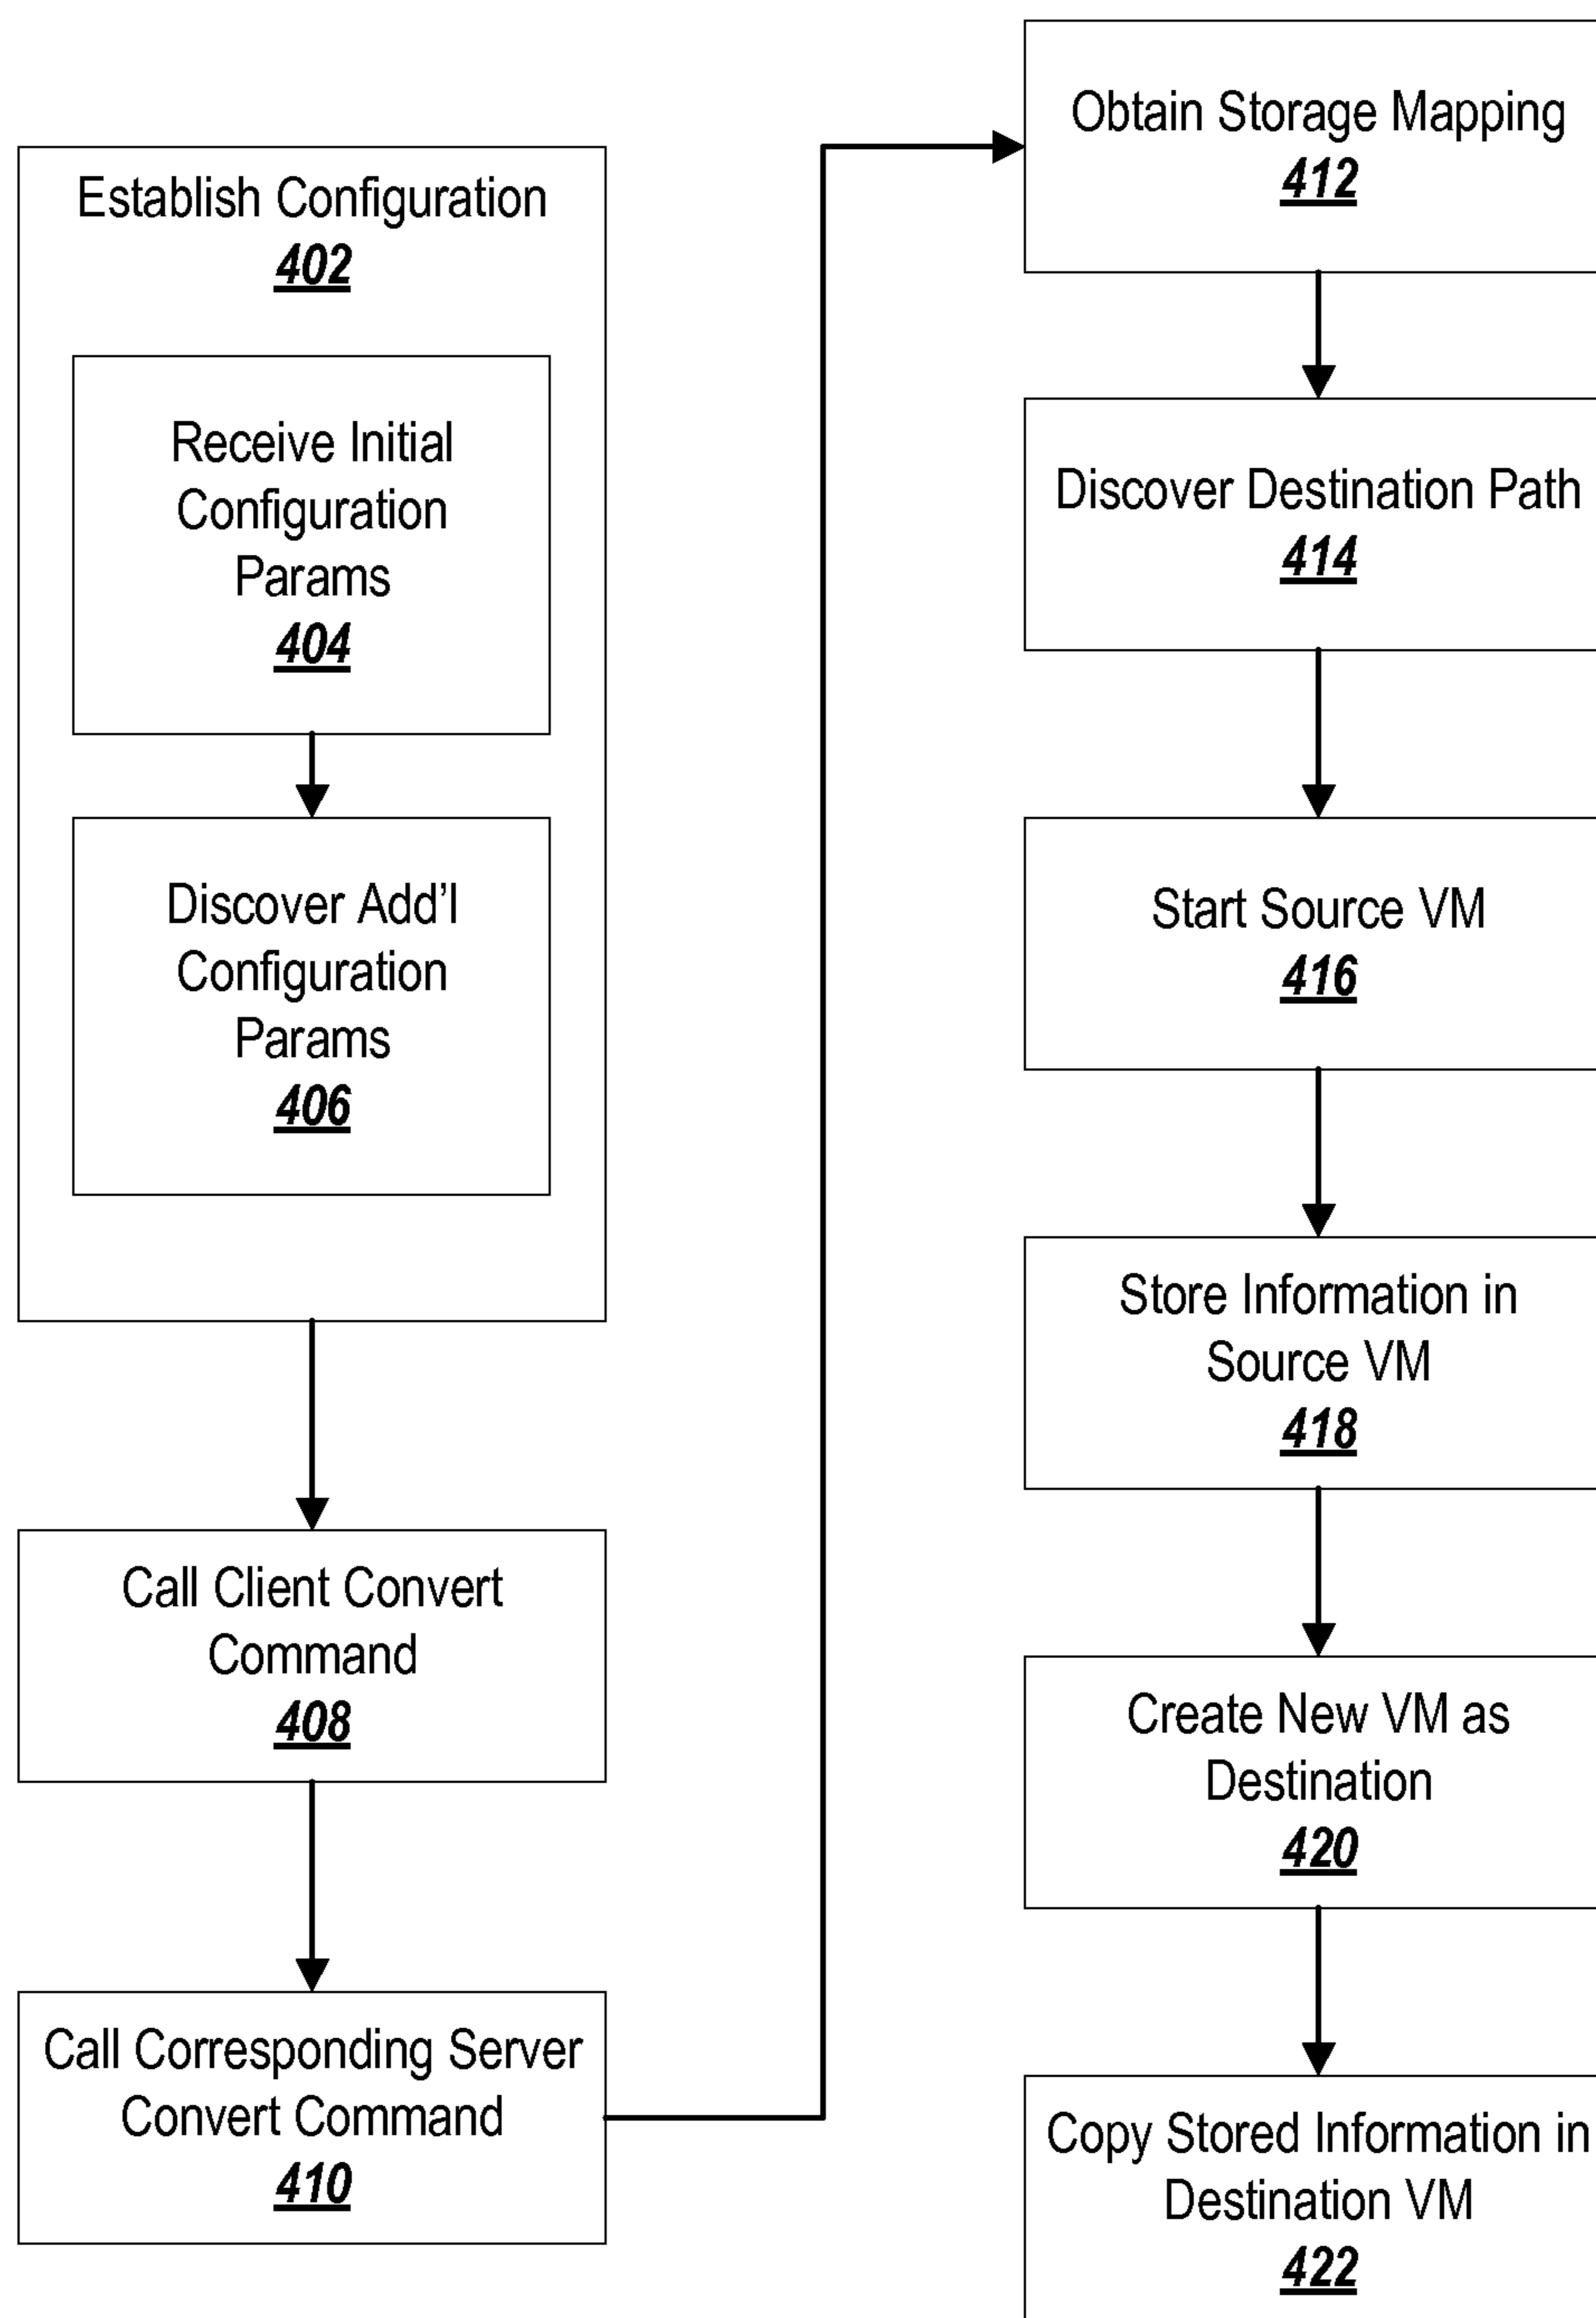 Establish Configuration
402
Receive Initial
Configuration
Params
404
Discover Add'l
Configuration
Params
406
Call Client Convert
Command
408
Call Corresponding Server
Convert Command
410
Obtain Storage Mapping
412
Discover Destination Path
414
Start Source VM
416
Store Information in
Source VM
418
Create New VM as
Destination
420
Copy Stored Information in
Destination VM
422